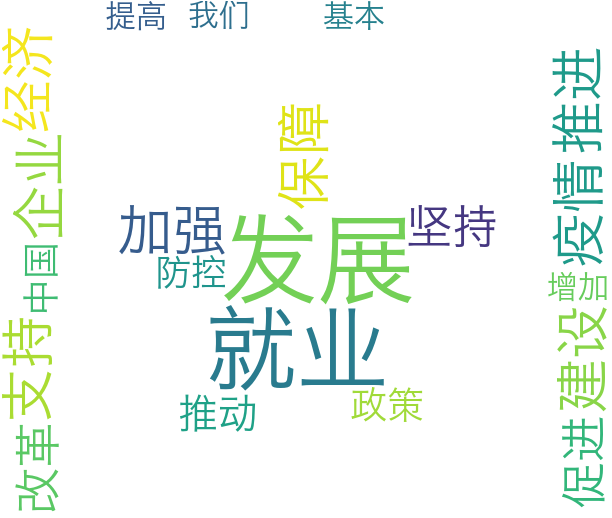 提高
我们
基本
经济
推进
保障
企业
疫情
加强
坚持
发展
中国
防控
增加
就业
支持
建设
推动
政策
改革
促进